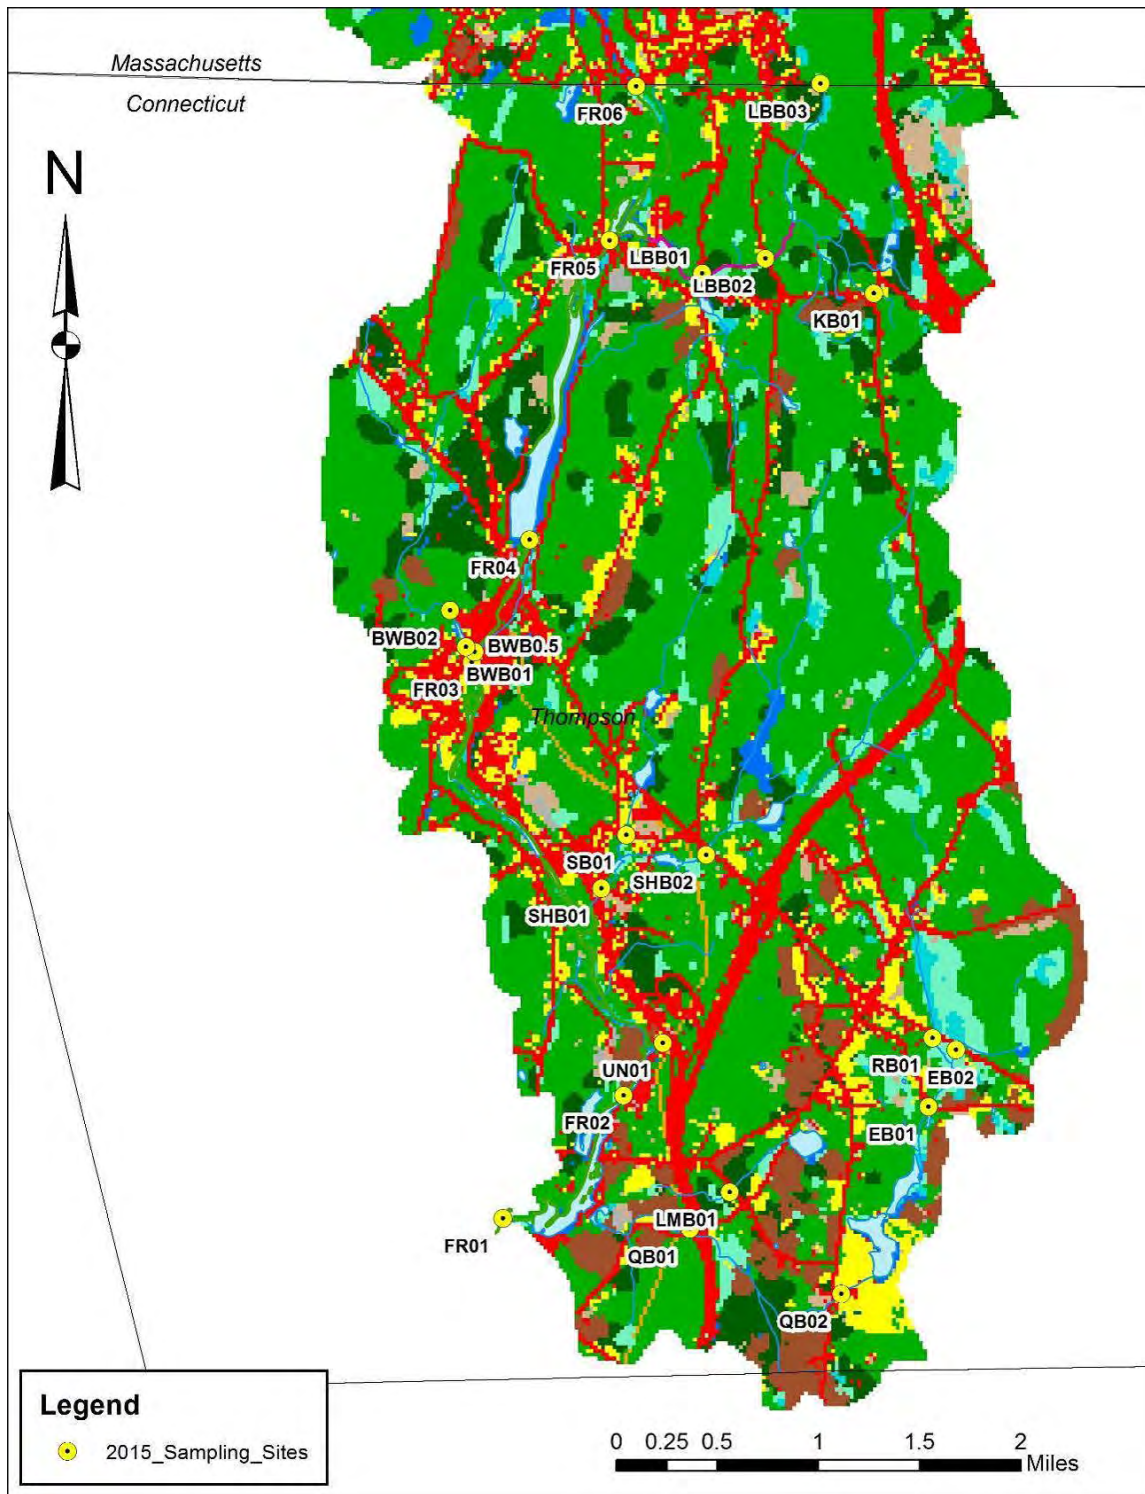 Massachusetts
Connecticut
N
FR06
LBB03
LBB01
FR05
LBB02
KB01
FR04
BWB02
BWB0.5
BWB01
FR03
Thompson
SB01
SHB02
SHB01
RB01
EB02
UN01
FR02
EB01
LMB01
FR01
QB01
QB02
Legend
2015_Sampling_Sites
0 0.25 0.5 1 1.5 2
Miles